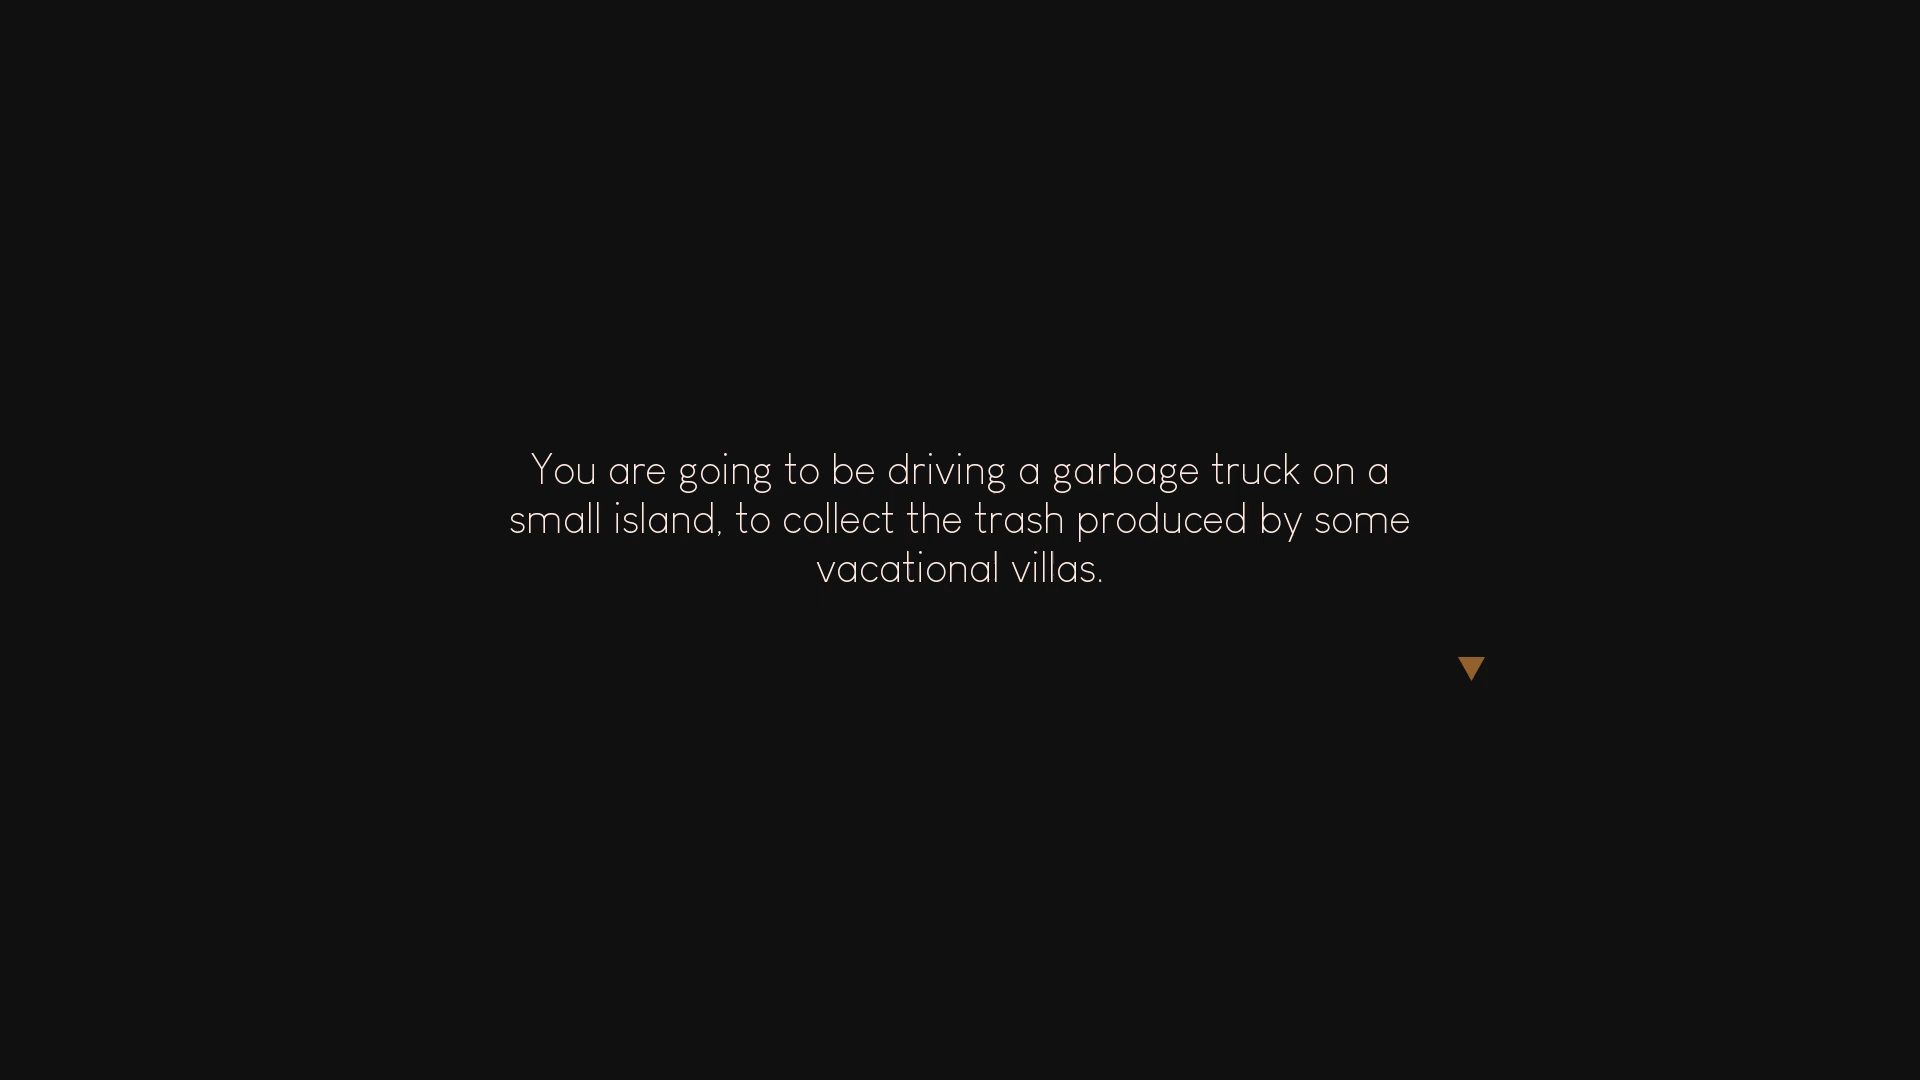 You are going to be driving a garbage truck on a
small island, to collect the trash produced by some
vacational villas.